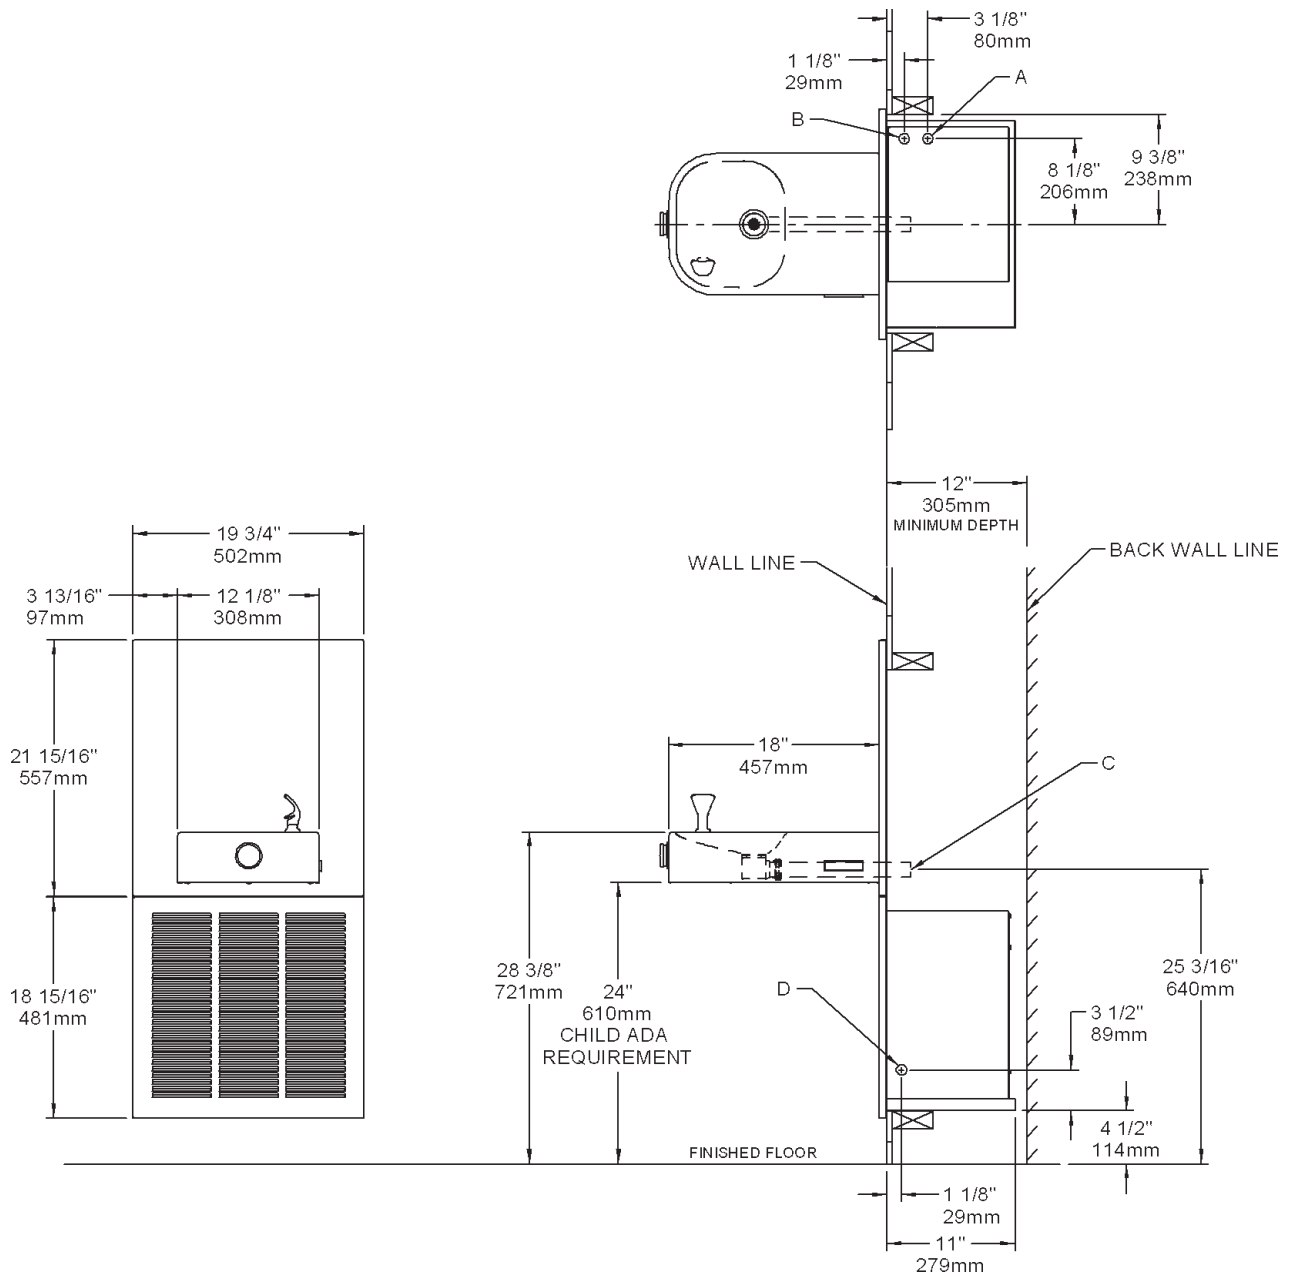 3 1/8"
80mm
1 1/8"
29mm
A
B
9 3/8"
238mm
8 1/8"
206mm
12"
305mm
MINIMUM DEPTH
WALL LINE
BACK WALL LINE
19 3/4"
502mm
3 13/16"
97mm
12 1/8"
308mm
21 15/16"
557mm
18"
457mm
C
18 15/16"
481mm
28 3/8"
721mm
24"
610mm
CHILD ADA
REQUIREMENT
D
25 3/16"
640mm
3 1/2"
89mm
4 1/2"
114mm
FINISHED FLOOR
1 1/8"
29mm
11"
279mm